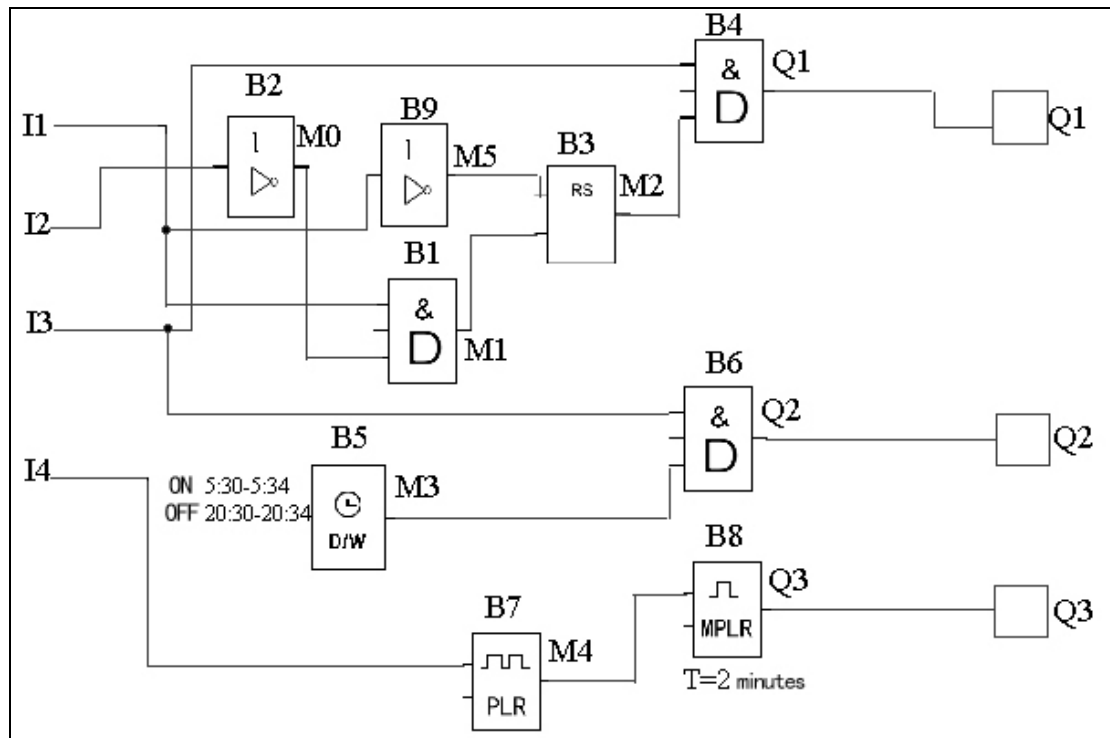 B4
&
D
Q1
Q1
B2
1
M0
B9
1
M5
B3
RS
M2
I1
I2
B1
&
D
M1
I3
B6
&
D
Q2
Q2
B5
D/W
M3
I4
ON 5:30-5:34
OFF 20:30-20:34
B8
MPLR
Q3
Q3
T=2 minutes
B7
PLR
M4